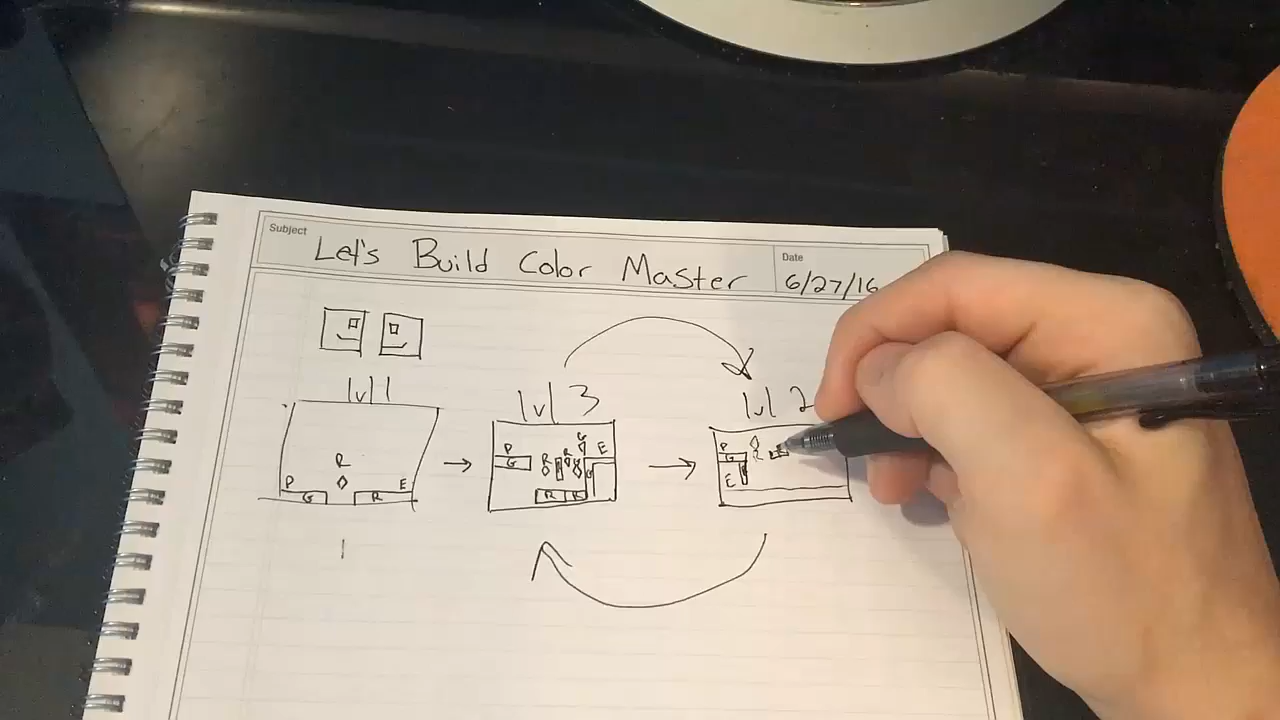 Subject
Let's Build Color Master
Date
6/27/16
lvl 1
lvl 3
lvl 2
R
P
E
G
R
P
G
R
R
G
E
R
P
G
R
E